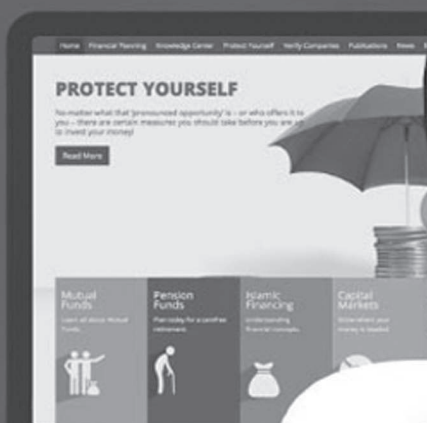 Home Financial Planning Knowledge Center Protect Yourself Verify Companies Publications News
PROTECT YOURSELF
No matter what that 'pronounced opportunity' is – or who offers it to
you – there are certain measures you should take before you are
to invest your money!
Read More
Mutual
Funds
Pension
Funds
Islamic
Financing
Capital
Markets
Learn all about Mutual
Funds.
Plan today for a carefree
retirement.
Understanding
financial concepts.
Know where your
money is headed